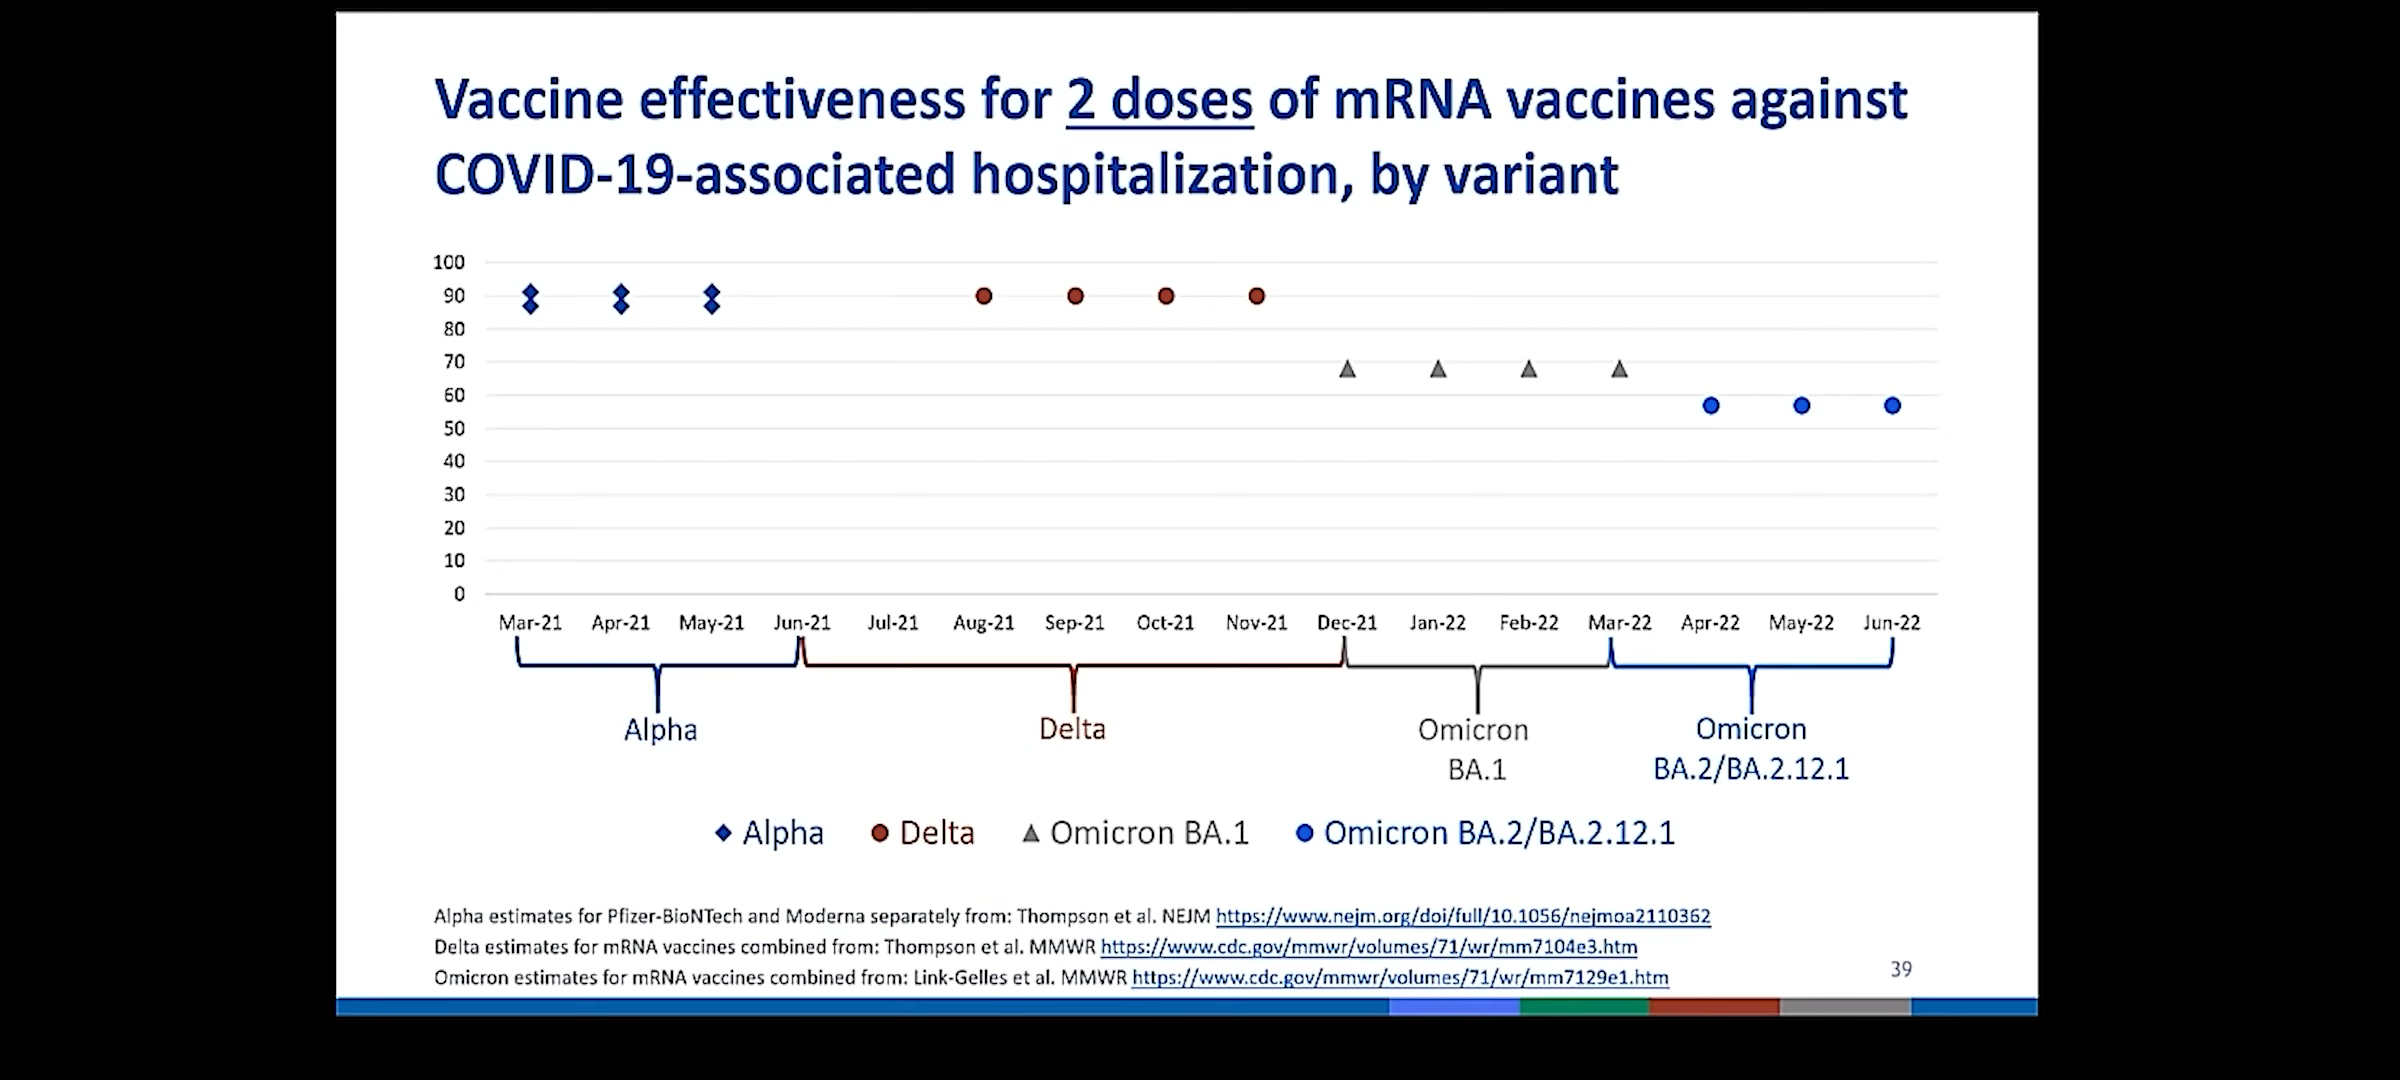 Vaccine effectiveness for 2 doses of mRNA vaccines against
COVID-19-associated hospitalization, by variant
100
90
80
70
60
50
40
30
20
10
0
Mar-21 Apr-21 May-21 Jun-21 Jul-21 Aug-21 Sep-21 Oct-21 Nov-21 Dec-21 Jan-22 Feb-22 Mar-22 Apr-22 May-22 Jun-22
Alpha Delta Omicron Omicron
BA.1 BA.2/BA.2.12.1
Alpha Delta Omicron BA.1 Omicron BA.2/BA.2.12.1
Alpha estimates for Pfizer-BioNTech and Moderna separately from: Thompson et al. NEJM https://www.nejm.org/doi/full/10.1056/nejmoa2110362
Delta estimates for mRNA vaccines combined from: Thompson et al. MMWR https://www.cdc.gov/mmwr/volumes/71/wr/mm7104e3.htm
Omicron estimates for mRNA vaccines combined from: Link-Gelles et al. MMWR https://www.cdc.gov/mmwr/volumes/71/wr/mm7129e1.htm
39